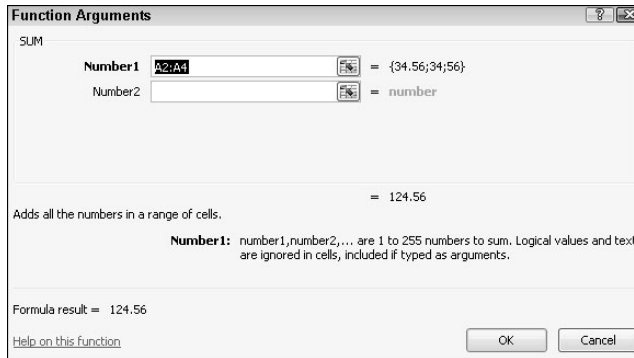 Function Arguments
SUM
Number1 A2:A4 = {34.56;34;56}
Number2 = number
= 124.56
Adds all the numbers in a range of cells.
Number1: number1,number2,... are 1 to 255 numbers to sum. Logical values and text
are ignored in cells, included if typed as arguments.
Formula result = 124.56
Help on this function
OK Cancel